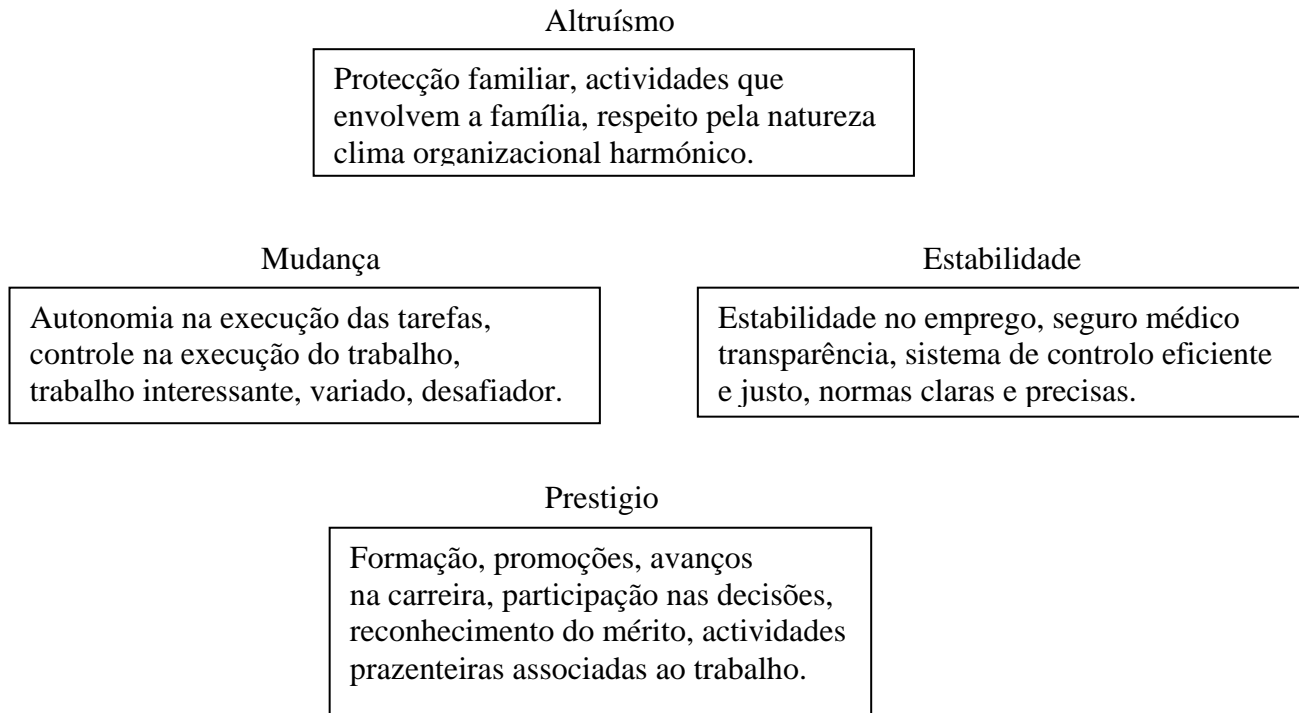 Altruísmo
Protecção familiar, actividades que
envolvem a família, respeito pela natureza
clima organizacional harmónico.
Mudança
Autonomia na execução das tarefas,
controle na execução do trabalho,
trabalho interessante, variado, desafiador.
Estabilidade
Estabilidade no emprego, seguro médico
transparência, sistema de controlo eficiente
e justo, normas claras e precisas.
Prestigio
Formação, promoções, avanços
na carreira, participação nas decisões,
reconhecimento do mérito, actividades
prazenteiras associadas ao trabalho.